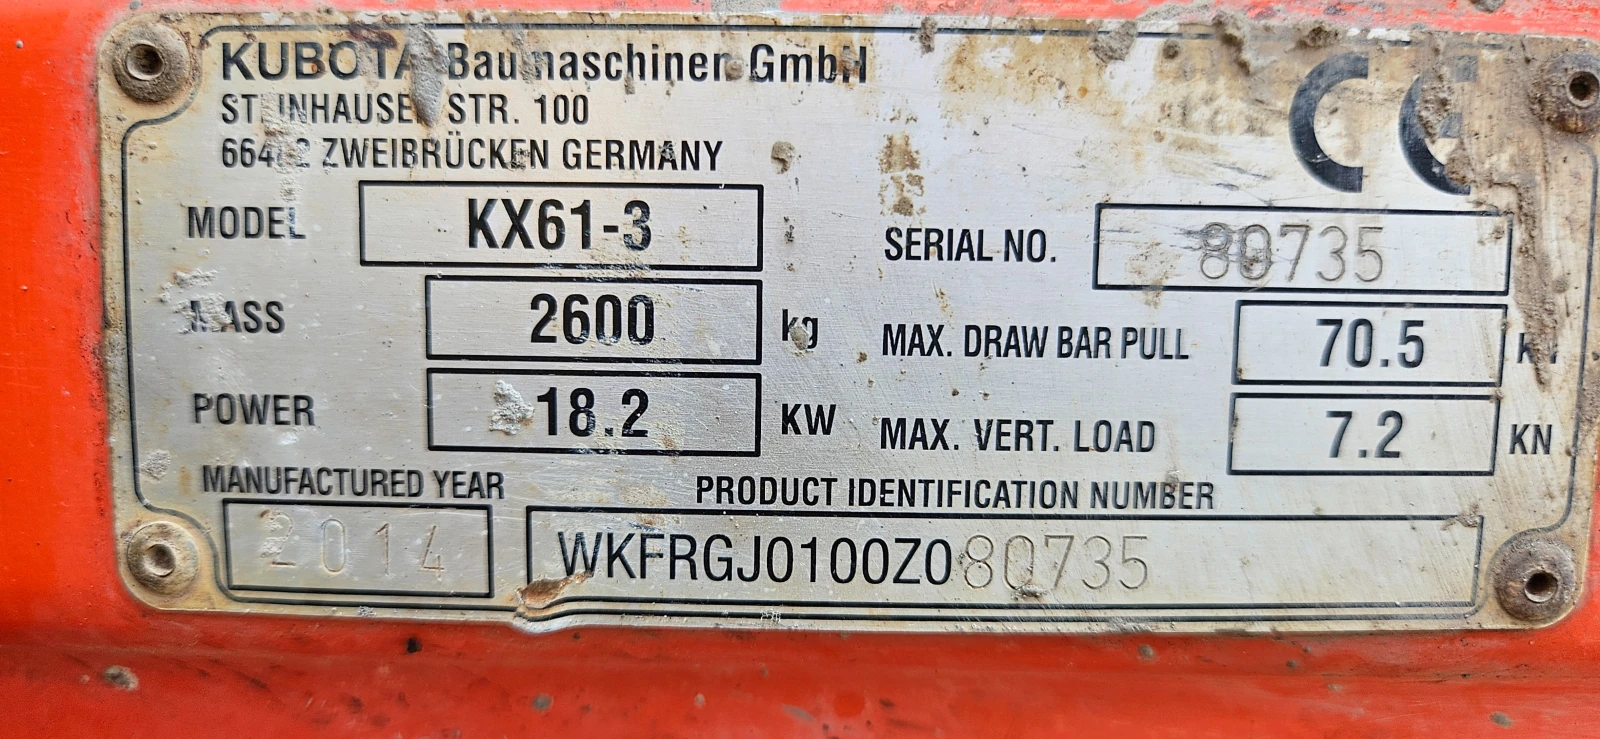 KUBOTA Baumaschinen GmbH
STEINHAUSER STR. 100
66482 ZWEIBRÜCKEN GERMANY
CE
MODEL KX61-3
SERIAL NO. 80735
MASS 2600 kg
MAX. DRAW BAR PULL 70.5 KN
POWER 18.2 KW
MAX. VERT. LOAD 7.2 KN
MANUFACTURED YEAR
2014
PRODUCT IDENTIFICATION NUMBER
WKFRGJ0100Z080735